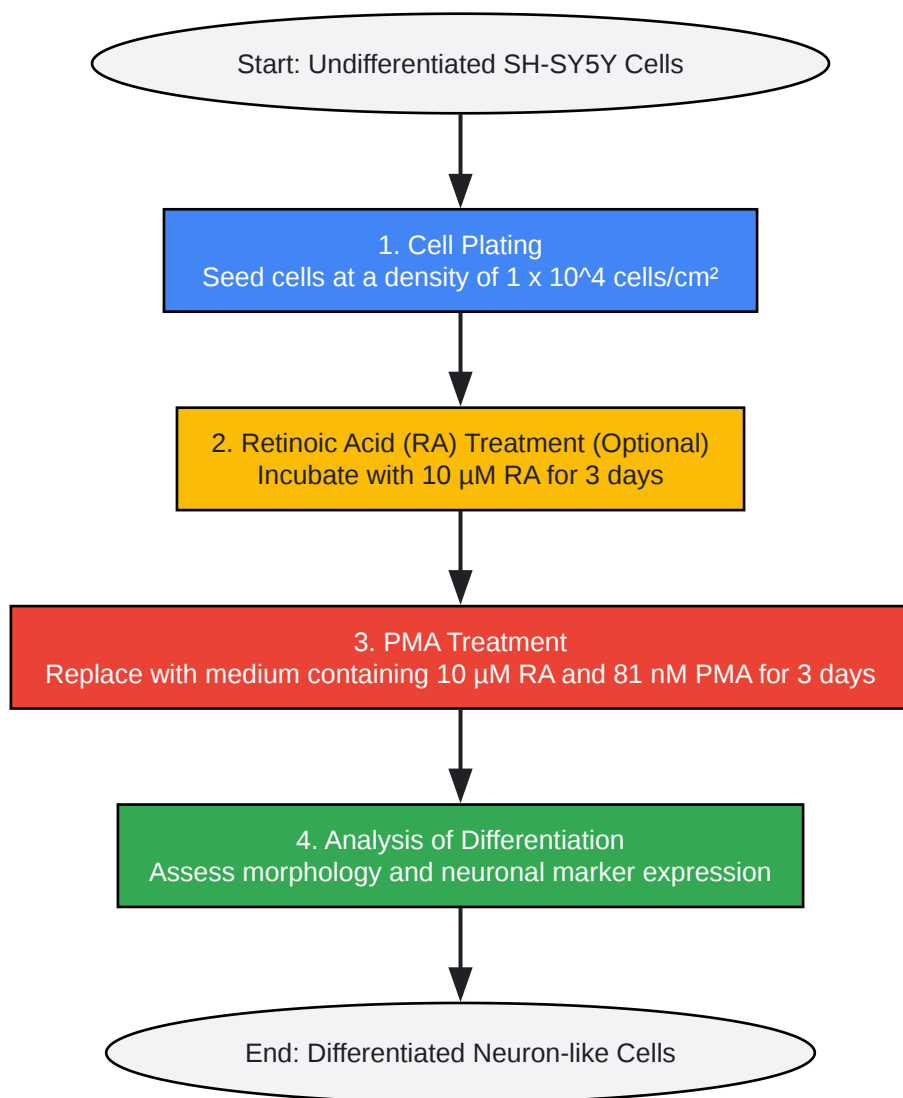 Start: Undifferentiated SH-SY5Y Cells
1. Cell Plating
Seed cells at a density of 1 x 10^4 cells/cm²
2. Retinoic Acid (RA) Treatment (Optional)
Incubate with 10 µM RA for 3 days
3. PMA Treatment
Replace with medium containing 10 µM RA and 81 nM PMA for 3 days
4. Analysis of Differentiation
Assess morphology and neuronal marker expression
End: Differentiated Neuron-like Cells